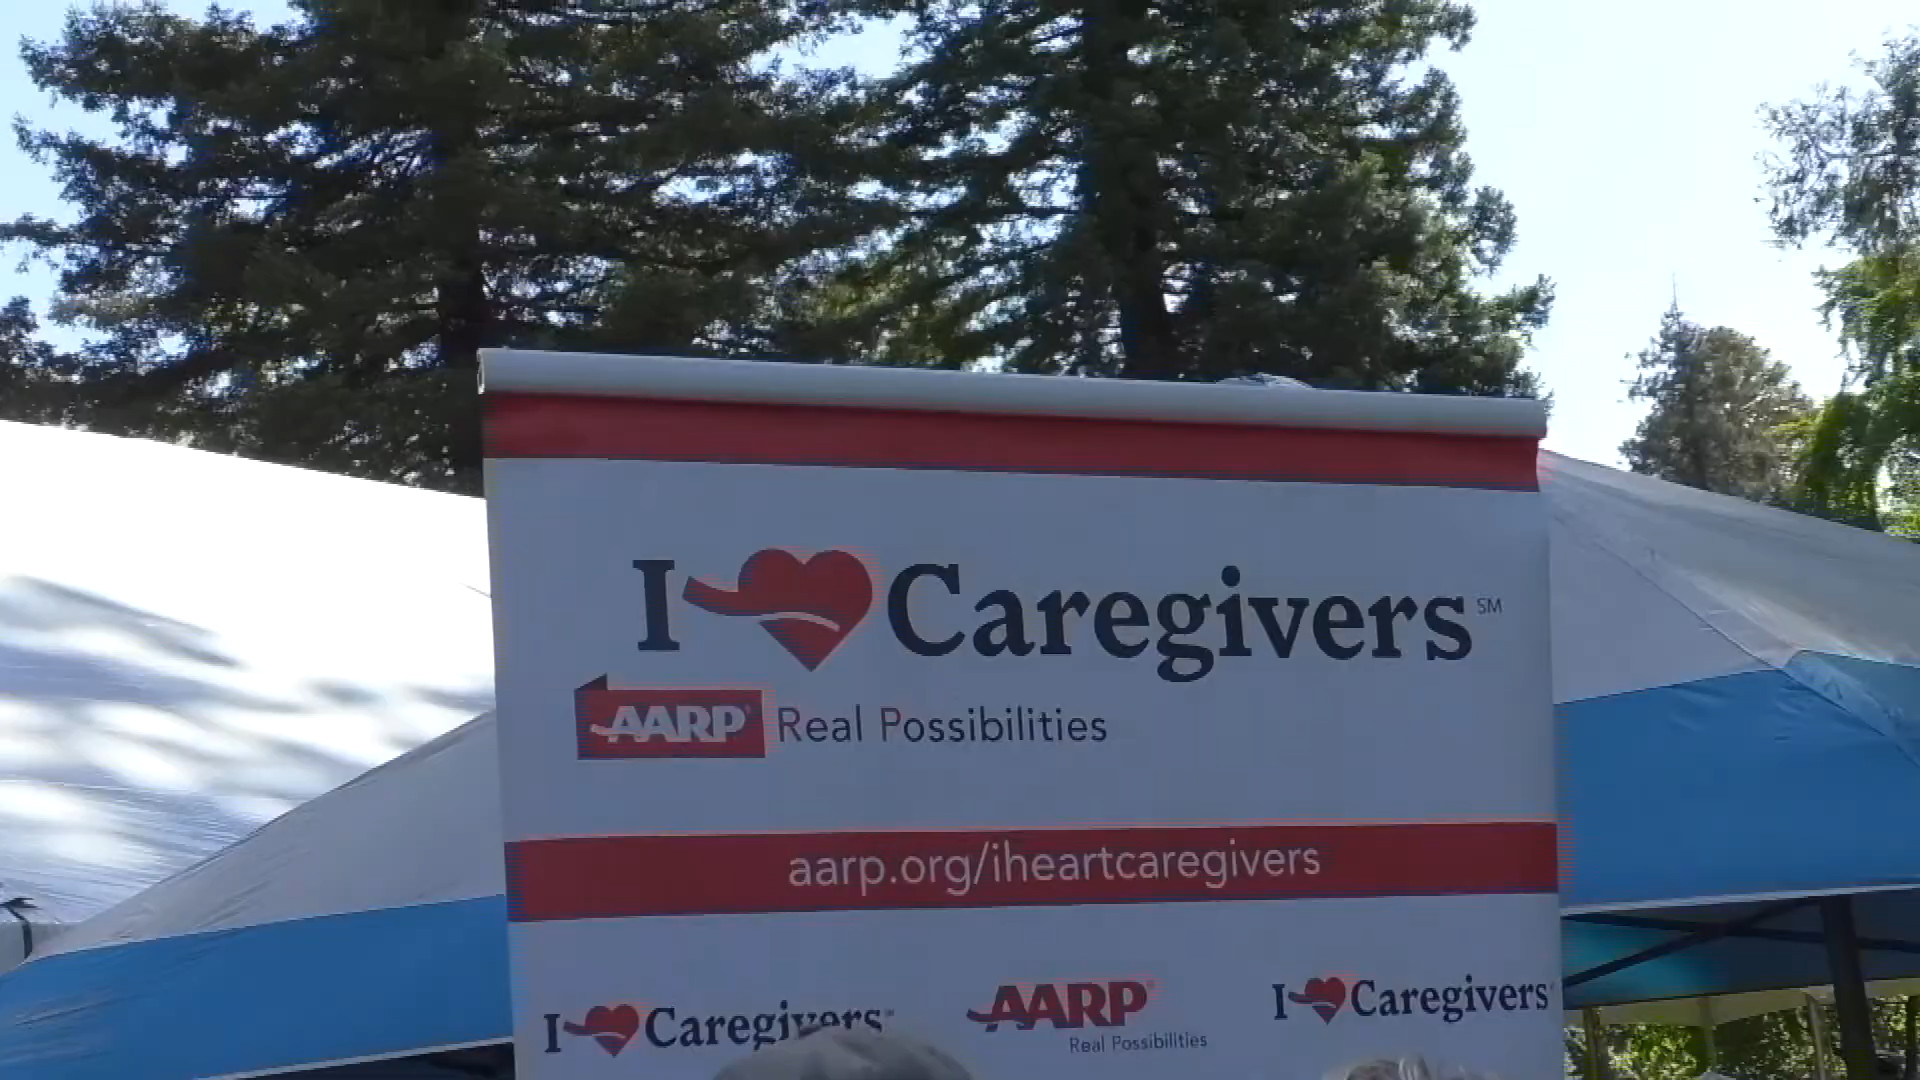 I Caregivers SM
AARP Real Possibilities
aarp.org/iheartcaregivers
I Caregivers
AARP
Real Possibilities
I Caregivers